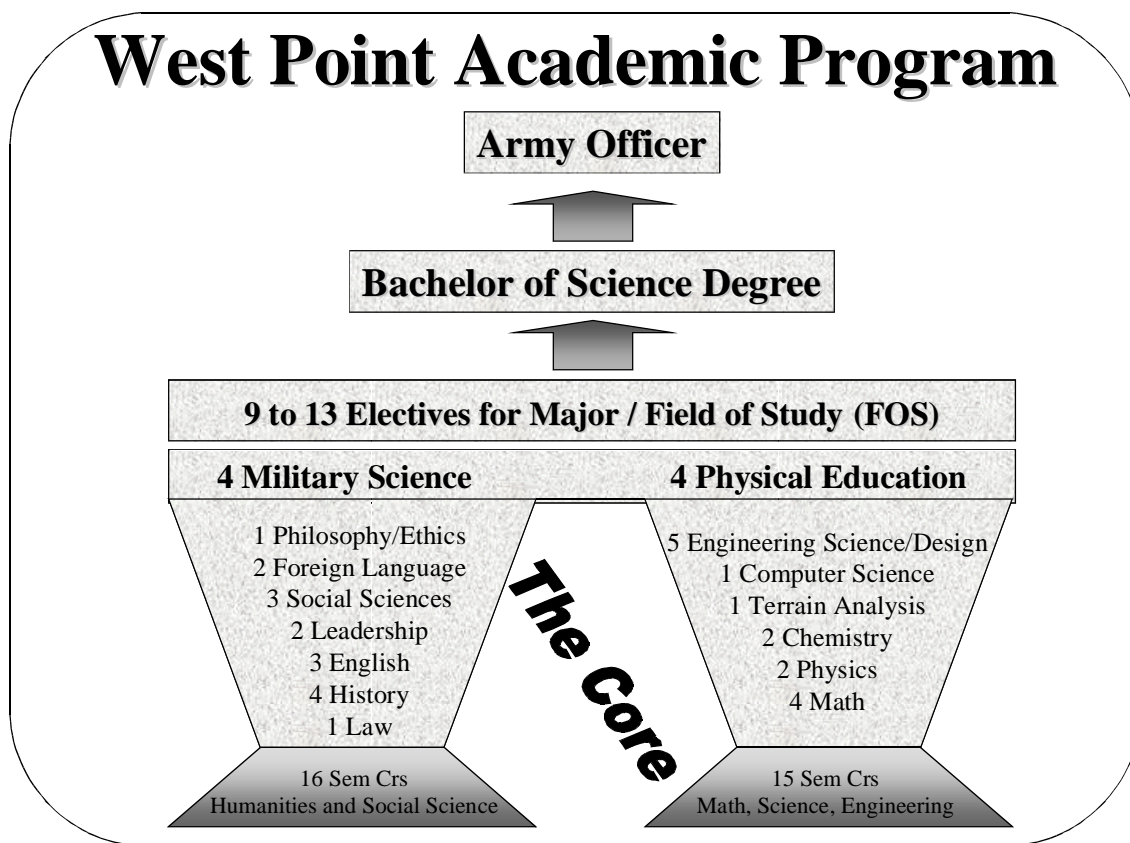 West Point Academic Program
Army Officer
Bachelor of Science Degree
9 to 13 Electives for Major / Field of Study (FOS)
4 Military Science
4 Physical Education
1 Philosophy/Ethics
2 Foreign Language
3 Social Sciences
2 Leadership
3 English
4 History
1 Law
The Core
5 Engineering Science/Design
1 Computer Science
1 Terrain Analysis
2 Chemistry
2 Physics
4 Math
16 Sem Crs
Humanities and Social Science
15 Sem Crs
Math, Science, Engineering